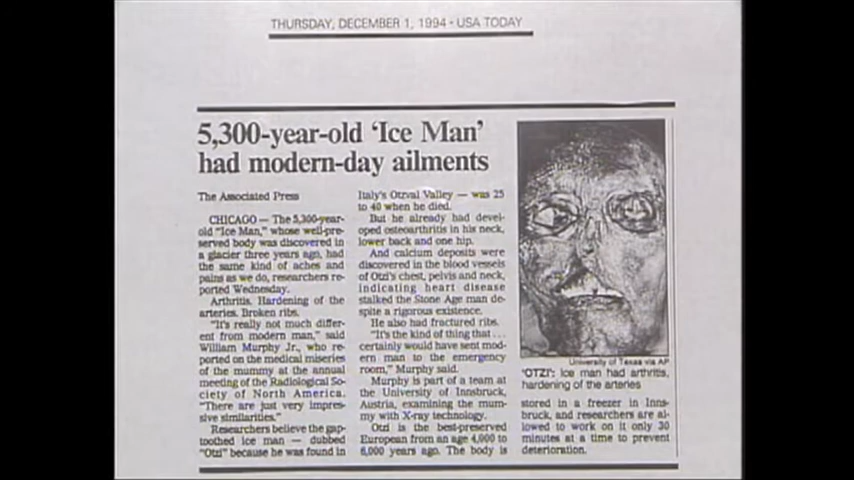 THURSDAY, DECEMBER 1, 1994 • USA TODAY
5,300-year-old ‘Ice Man’
had modern-day ailments
The Associated Press
CHICAGO — The 5,300-year-
old "Ice Man," whose well-pre-
served body was discovered in
a glacier three years ago, had
the same kind of aches and
pains as we do, researchers re-
ported Wednesday.
Arthritis. Hardening of the
arteries. Broken ribs.
"It's really not much differ-
ent from modern man," said
William Murphy Jr., who re-
ported on the medical miseries
of the mummy at the annual
meeting of the Radiological So-
ciety of North America.
"There are just very impres-
sive similarities."
Researchers believe the gap-
toothed ice man — dubbed
"Otzi" because he was found in
Italy's Otzval Valley — was 25
to 40 when he died.
But he already had devel-
oped osteoarthritis in his neck,
lower back and one hip.
And calcium deposits were
discovered in the blood vessels
of Otzi's chest, pelvis and neck,
indicating heart disease
stalked the Stone Age man de-
spite a rigorous existence.
He also had fractured ribs.
"It's the kind of thing that . . .
certainly would have sent mod-
ern man to the emergency
room," Murphy said.
Murphy is part of a team at
the University of Innsbruck,
Austria, examining the mum-
my with X-ray technology.
Otzi is the best-preserved
European from an age 4,000 to
6,000 years ago. The body is
University of Texas via AP
'OTZI': Ice man had arthritis,
hardening of the arteries
stored in a freezer in Inns-
bruck, and researchers are al-
lowed to work on it only 30
minutes at a time to prevent
deterioration.